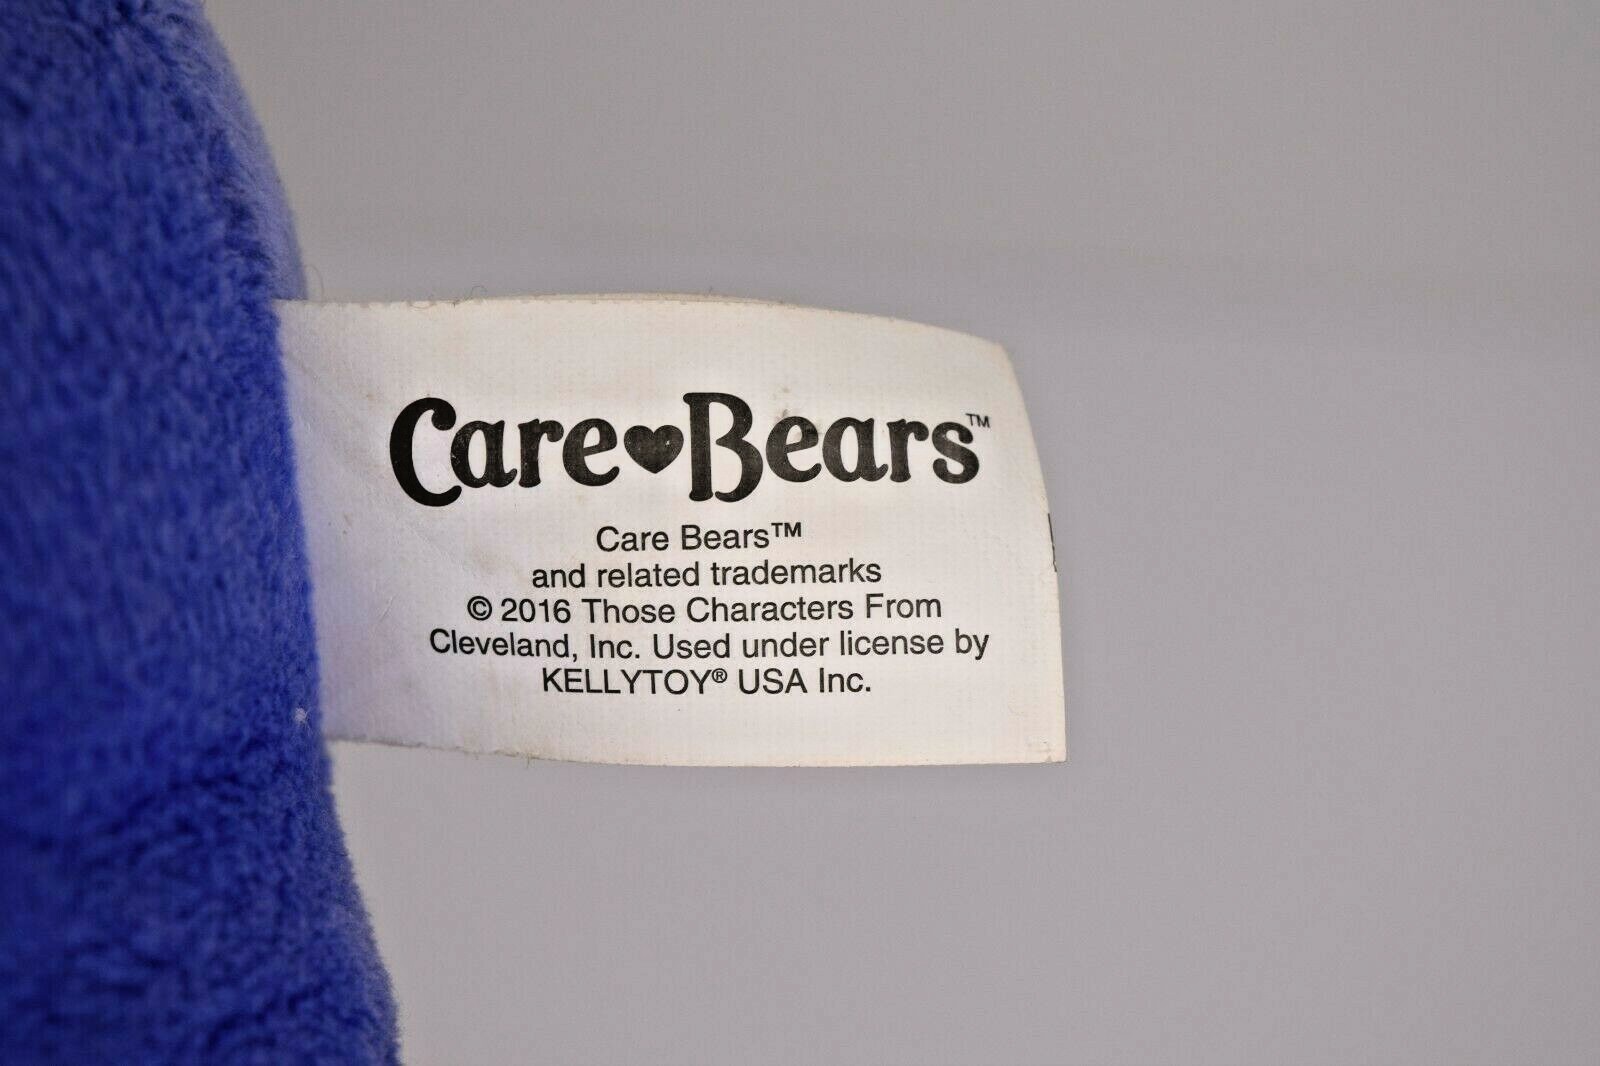 Care Bears™
Care Bears™
and related trademarks
© 2016 Those Characters From
Cleveland, Inc. Used under license by
KELLYTOY® USA Inc.